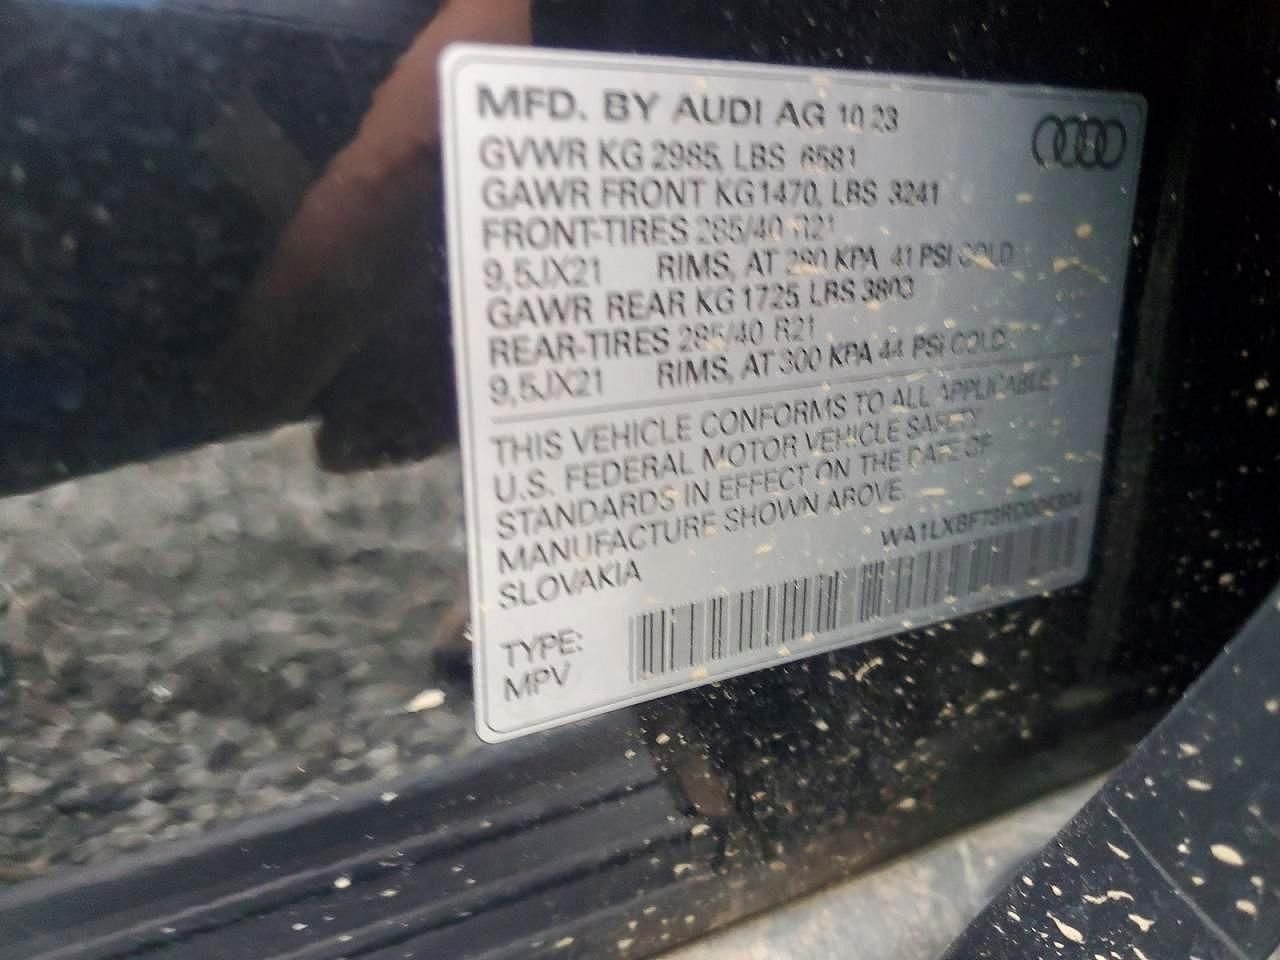 MFD. BY AUDI AG 10 23
GVWR KG 2985, LBS 6581
GAWR FRONT KG 1470, LBS 3241
FRONT-TIRES 285/40 R21
9,5JX21 RIMS, AT 280 KPA 41 PSI COLD
GAWR REAR KG 1725 LBS 3803
REAR-TIRES 285/40 R21
9,5JX21 RIMS, AT 300 KPA 44 PSI COLD
THIS VEHICLE CONFORMS TO ALL APPLICABLE
U.S. FEDERAL MOTOR VEHICLE SAFETY
STANDARDS IN EFFECT ON THE DATE OF
MANUFACTURE SHOWN ABOVE.
SLOVAKIA
TYPE:
MPV